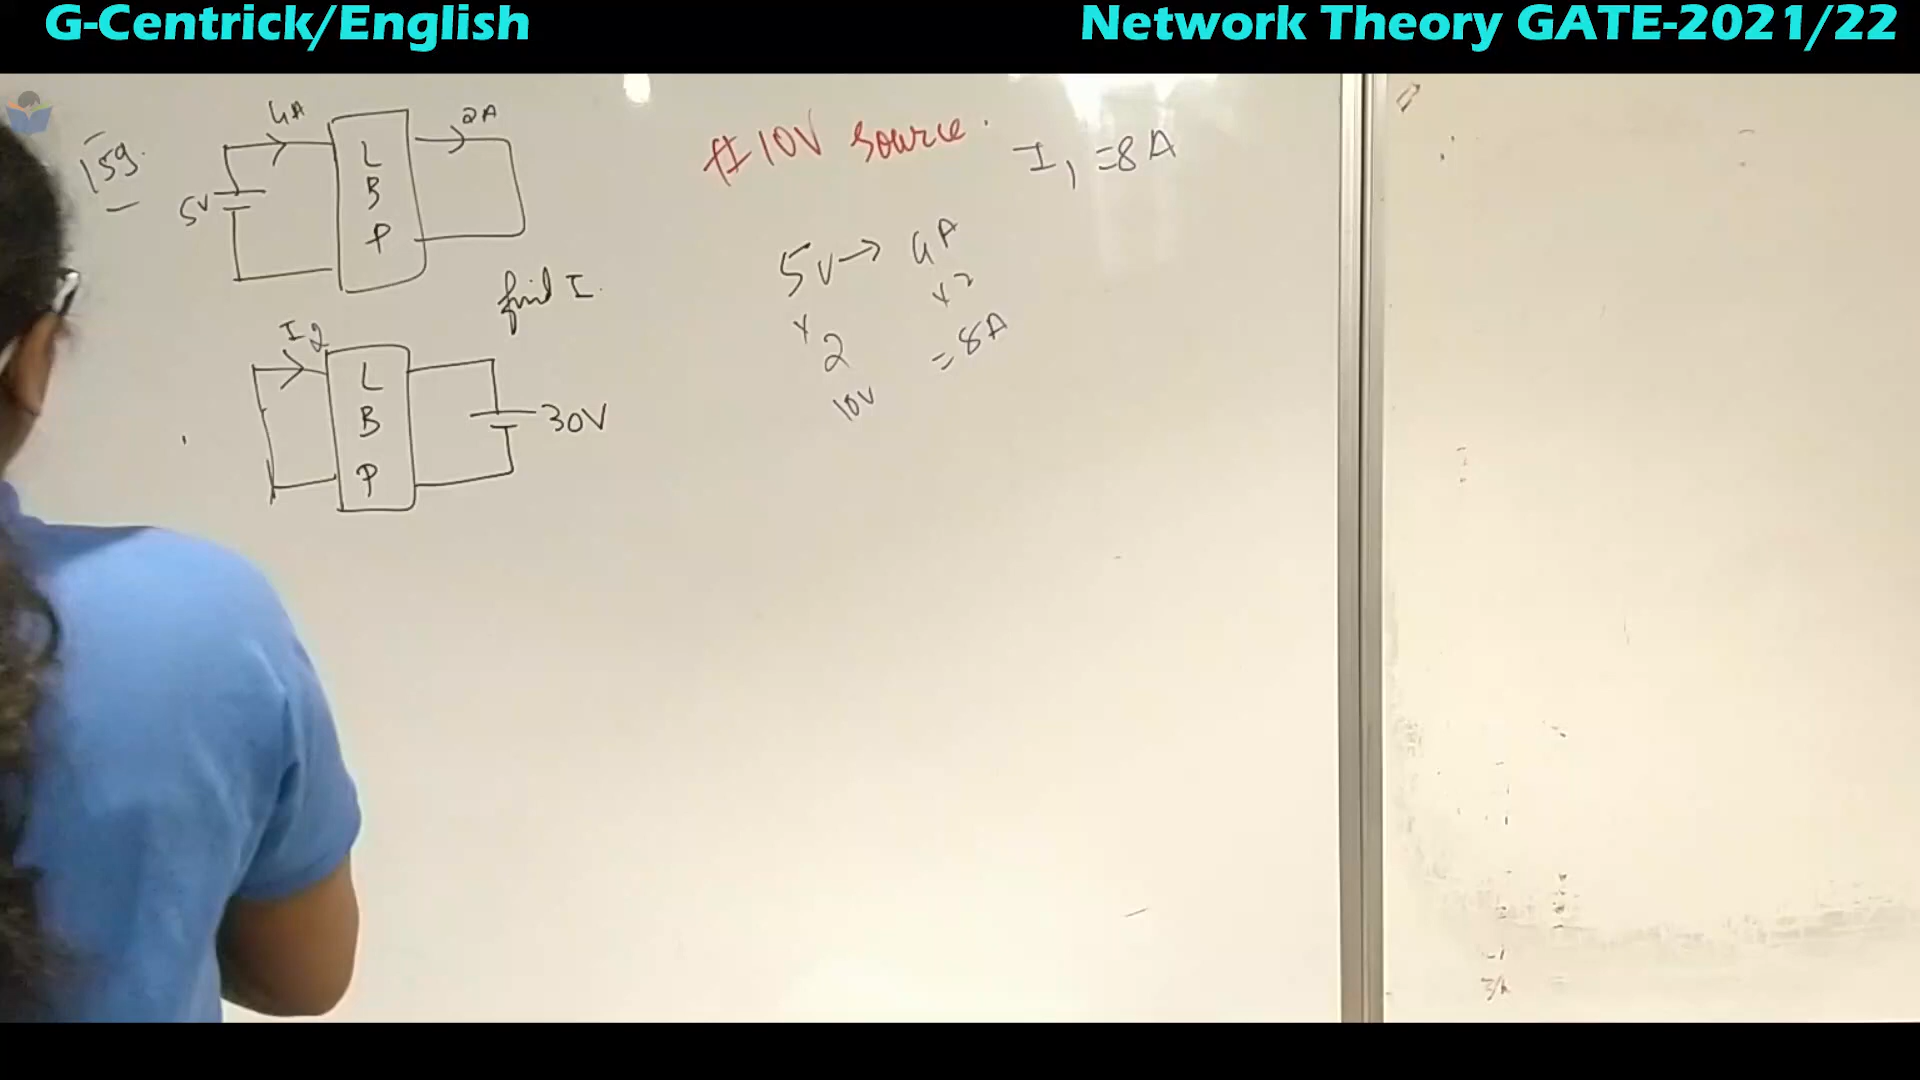 G-Centrick/English
Network Theory GATE-2021/22
159.
4A
2A
5V
L
B
P
find I
# 10V source.
I1 = 8A
5V → 4A
× 2
× 2
= 8A
10V
I2
L
B
P
30V